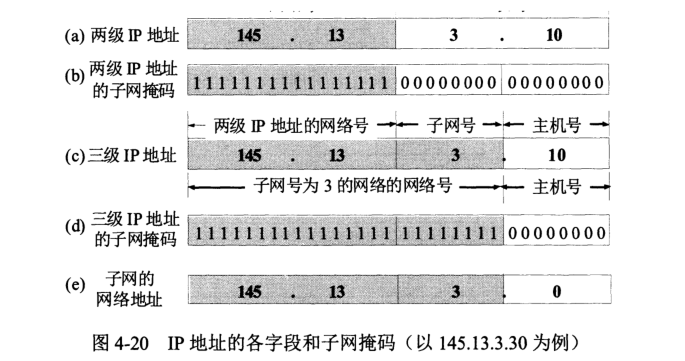 (a) 两级 IP 地址 145 . 13 3 . 10
(b) 两级 IP 地址
的子网掩码 1111111111111111 00000000 00000000
两级 IP 地址的网络号 子网号 主机号
(c) 三级 IP 地址 145 . 13 3 . 10
子网号为 3 的网络的网络号 主机号
(d) 三级 IP 地址
的子网掩码 1111111111111111 11111111 00000000
(e) 子网的
网络地址 145 . 13 . 3 . 0
图 4-20 IP 地址的各字段和子网掩码（以 145.13.3.30 为例）